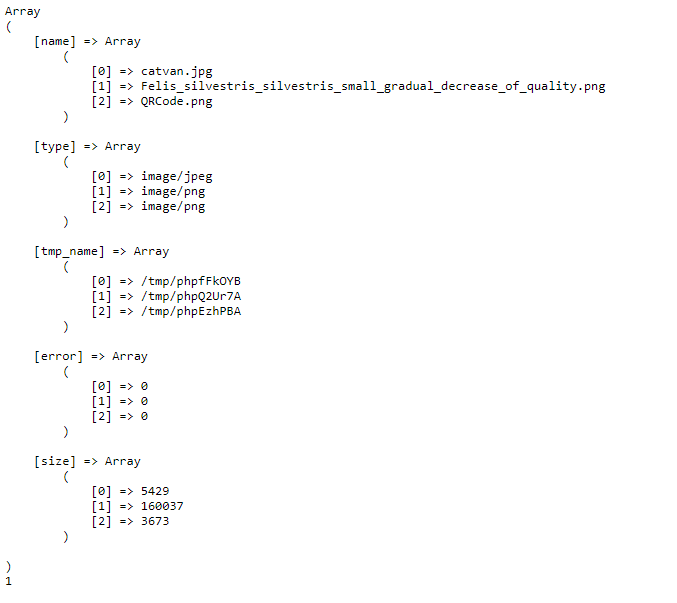 Array
(
    [name] => Array
        (
            [0] => catvan.jpg
            [1] => Felis_silvestris_silvestris_small_gradual_decrease_of_quality.png
            [2] => QRCode.png
        )

    [type] => Array
        (
            [0] => image/jpeg
            [1] => image/png
            [2] => image/png
        )

    [tmp_name] => Array
        (
            [0] => /tmp/phpfFkOYB
            [1] => /tmp/phpQ2Ur7A
            [2] => /tmp/phpEzhPBA
        )

    [error] => Array
        (
            [0] => 0
            [1] => 0
            [2] => 0
        )

    [size] => Array
        (
            [0] => 5429
            [1] => 160037
            [2] => 3673
        )

)
1